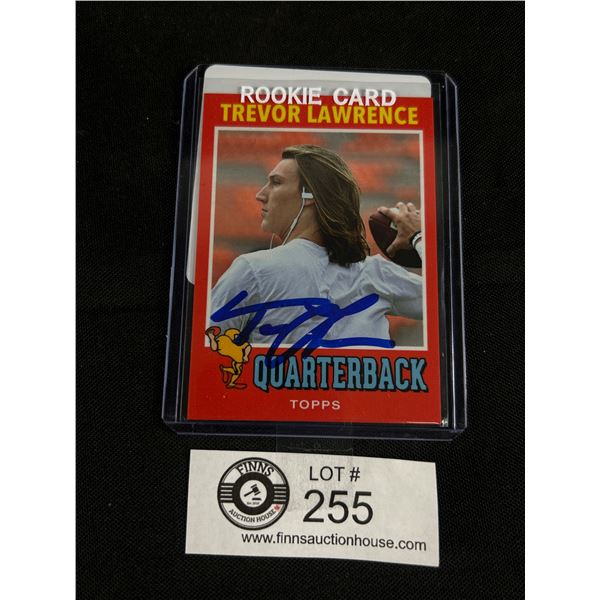 ROOKIE CARD
TREVOR LAWRENCE
QUARTERBACK
TOPPS
FINNS
AUCTION HOUSE
LOT #
255
www.finnsauctionhouse.com